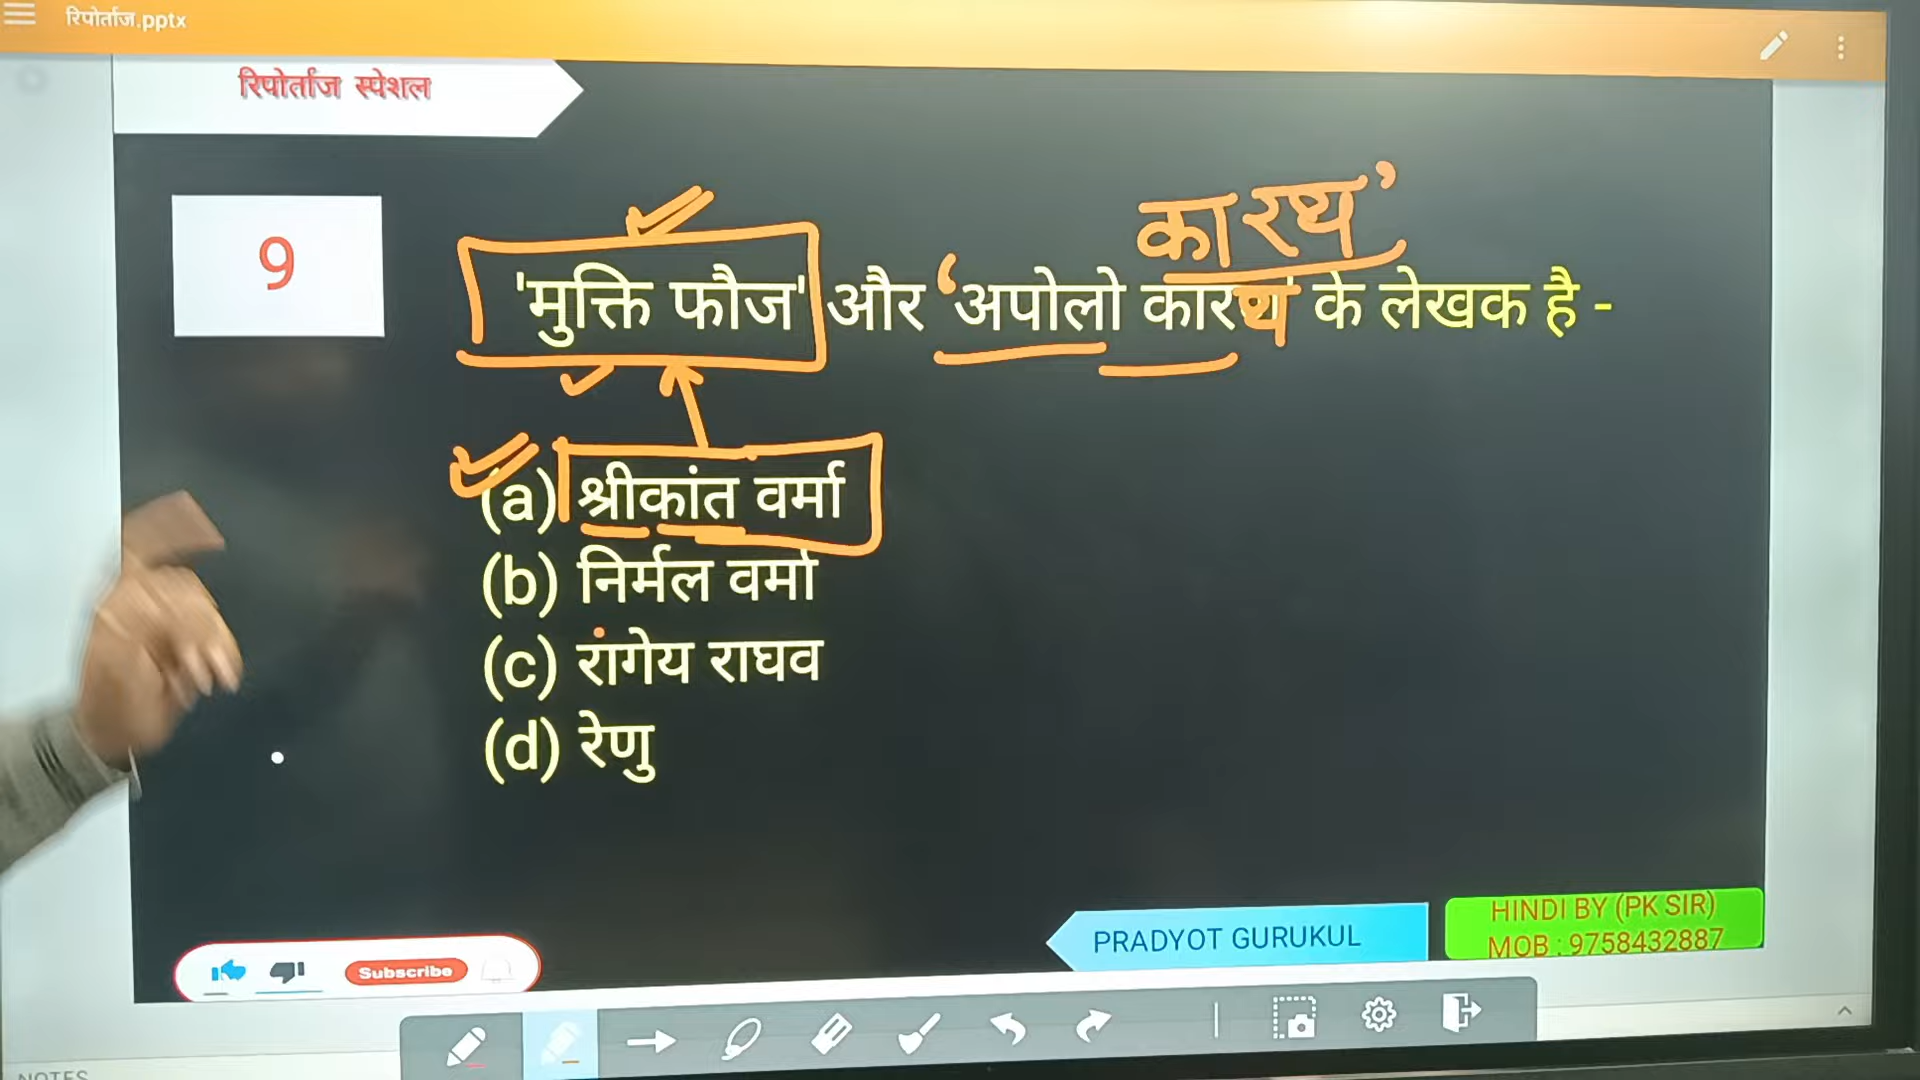 रिपोर्ताज.pptx
रिपोर्ताज स्पेशल
9
कारथ'
'मुक्ति फौज' और 'अपोलो कारथ' के लेखक है -
(a) श्रीकांत वर्मा
(b) निर्मल वर्मा
(c) रांगेय राघव
(d) रेणु
HINDI BY (PK SIR)
PRADYOT GURUKUL
MOB : 9758432887
Subscribe
NOTES